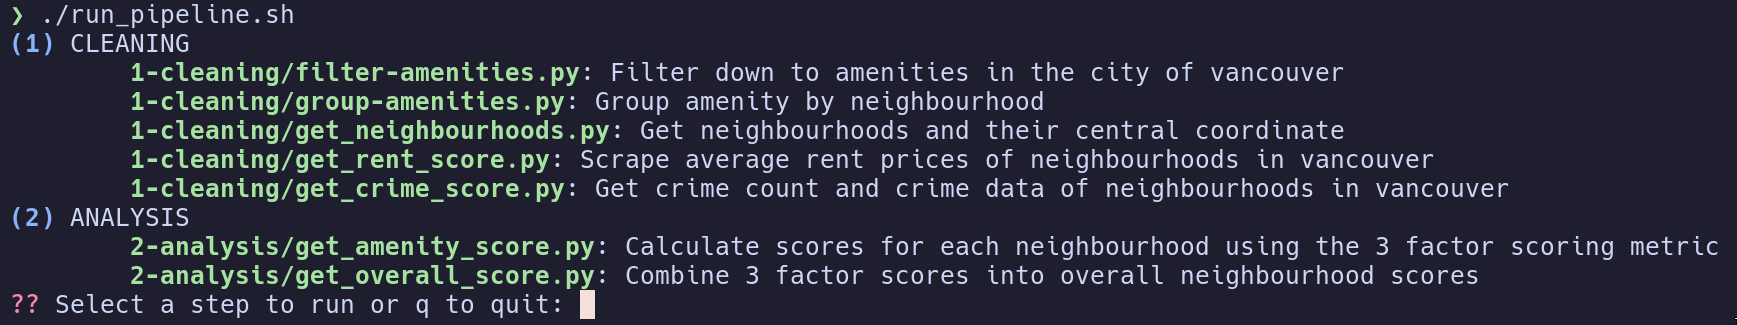 ❯ ./run_pipeline.sh
(1) CLEANING
1-cleaning/filter-amenities.py: Filter down to amenities in the city of vancouver
1-cleaning/group-amenities.py: Group amenity by neighbourhood
1-cleaning/get_neighbourhoods.py: Get neighbourhoods and their central coordinate
1-cleaning/get_rent_score.py: Scrape average rent prices of neighbourhoods in vancouver
1-cleaning/get_crime_score.py: Get crime count and crime data of neighbourhoods in vancouver
(2) ANALYSIS
2-analysis/get_amenity_score.py: Calculate scores for each neighbourhood using the 3 factor scoring metric
2-analysis/get_overall_score.py: Combine 3 factor scores into overall neighbourhood scores
?? Select a step to run or q to quit: